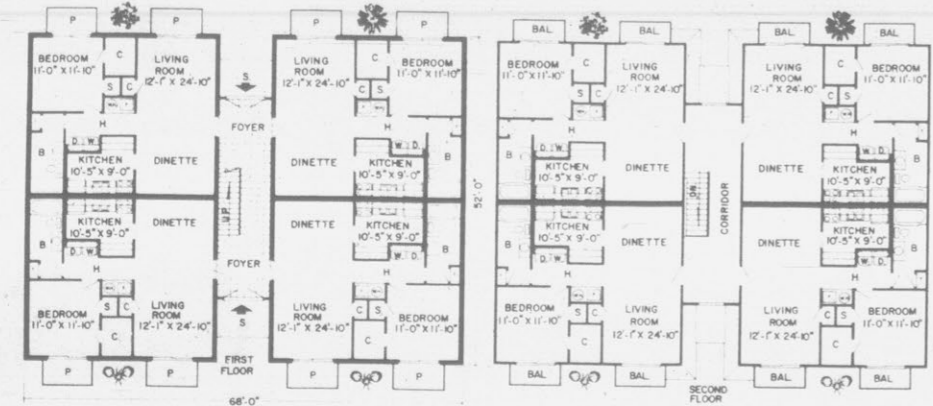 P
P
P
P
BEDROOM
11'-0" X 11'-10"
C
S
C
LIVING
ROOM
12'-1" X 24'-10"
S
LIVING
ROOM
12'-1" X 24'-10"
C
C
S
BEDROOM
11'-0" X 11'-10"
H
FOYER
H
B
D
W
KITCHEN
10'-5" X 9'-0"
DINETTE
UP
DINETTE
W
D
KITCHEN
10'-5" X 9'-0"
B
52'-0"
B
KITCHEN
10'-5" X 9'-0"
D
W
DINETTE
DINETTE
KITCHEN
10'-5" X 9'-0"
W
D
B
H
FOYER
H
BEDROOM
11'-0" X 11'-10"
S
C
C
LIVING
ROOM
12'-1" X 24'-10"
S
LIVING
ROOM
12'-1" X 24'-10"
C
S
C
BEDROOM
11'-0" X 11'-10"
P
P
FIRST
FLOOR
P
P
68'-0"
BAL
BAL
BAL
BAL
BEDROOM
11'-0" X 11'-10"
C
S
C
LIVING
ROOM
12'-1" X 24'-10"
LIVING
ROOM
12'-1" X 24'-10"
C
C
S
BEDROOM
11'-0" X 11'-10"
H
H
B
D
W
KITCHEN
10'-5" X 9'-0"
DINETTE
DN
CORRIDOR
DINETTE
W
D
KITCHEN
10'-5" X 9'-0"
B
B
KITCHEN
10'-5" X 9'-0"
D
W
DINETTE
DINETTE
KITCHEN
10'-5" X 9'-0"
W
D
B
H
H
BEDROOM
11'-0" X 11'-10"
S
C
C
LIVING
ROOM
12'-1" X 24'-10"
LIVING
ROOM
12'-1" X 24'-10"
C
S
C
BEDROOM
11'-0" X 11'-10"
BAL
BAL
SECOND
FLOOR
BAL
BAL